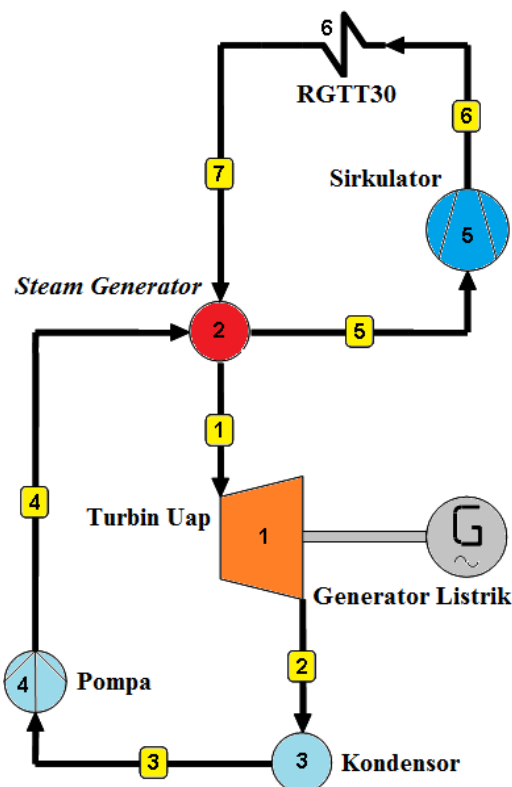 6
RGTT30
6
Sirkulator
7
5
Steam Generator
2
5
1
4
Turbin Uap
1
G
Generator Listrik
2
4
Pompa
3
3
Kondensor